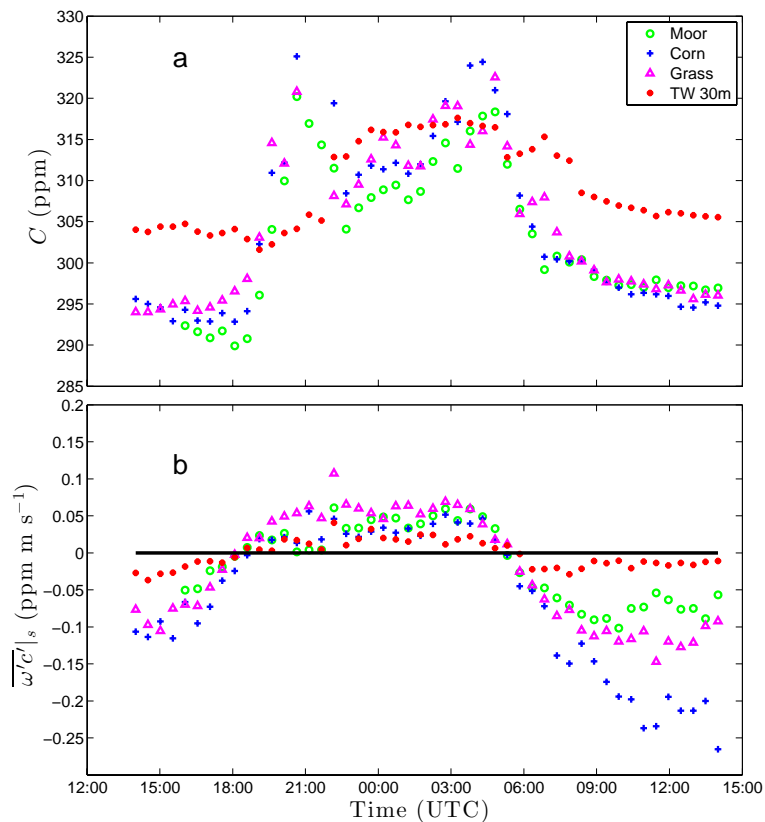 330
325
320
315
310
305
300
295
290
285
C (ppm)
a
Moor
Corn
Grass
TW 30m
0.2
0.15
0.1
0.05
0
−0.05
−0.1
−0.15
−0.2
−0.25
ω′c′|s (ppm m s⁻¹)
b
12:00 15:00 18:00 21:00 00:00 03:00 06:00 09:00 12:00 15:00
Time (UTC)